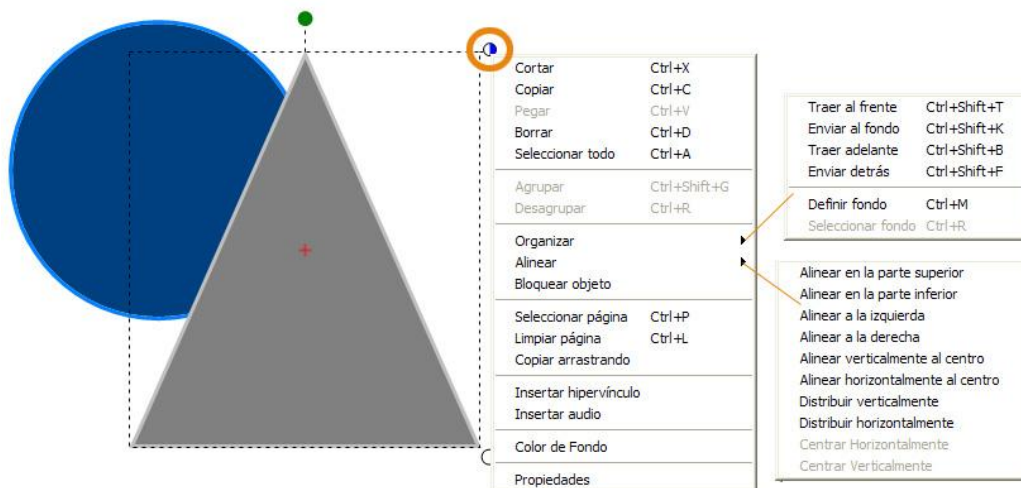 Cortar Ctrl+X
Copiar Ctrl+C
Pegar Ctrl+V
Borrar Ctrl+D
Seleccionar todo Ctrl+A
Agrupar Ctrl+Shift+G
Desagrupar Ctrl+R
Organizar
Alinear
Bloquear objeto
Seleccionar página Ctrl+P
Limpiar página Ctrl+L
Copiar arrastrando
Insertar hipervínculo
Insertar audio
Color de Fondo
Propiedades
Traer al frente Ctrl+Shift+T
Enviar al fondo Ctrl+Shift+K
Traer adelante Ctrl+Shift+B
Enviar detrás Ctrl+Shift+F
Definir fondo Ctrl+M
Seleccionar fondo Ctrl+R
Alinear en la parte superior
Alinear en la parte inferior
Alinear a la izquierda
Alinear a la derecha
Alinear verticalmente al centro
Alinear horizontalmente al centro
Distribuir verticalmente
Distribuir horizontalmente
Centrar Horizontalmente
Centrar Verticalmente